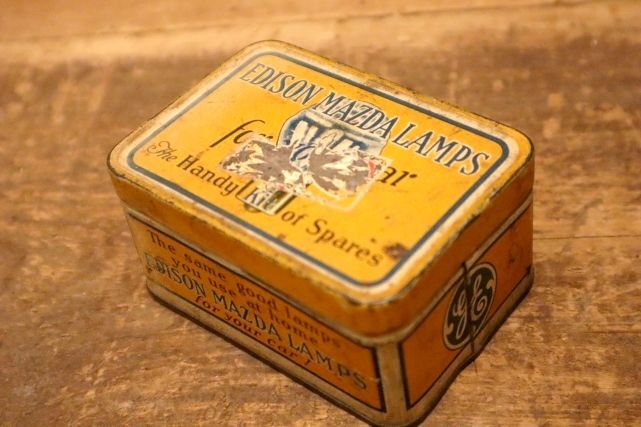 EDISON MAZDA LAMPS
for
The Handy Kit of Spares
The same good lamps
you use at home
EDISON MAZDA LAMPS
for your car!
GE